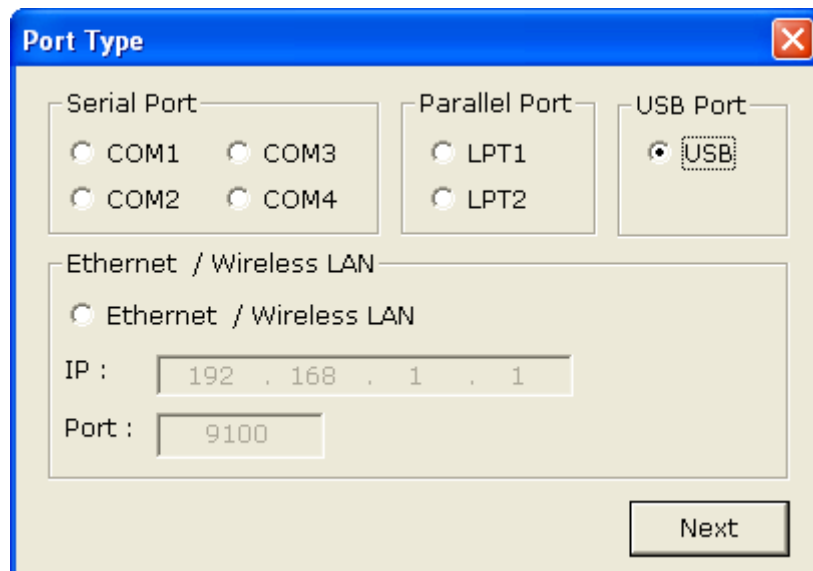 Port Type
Serial Port
COM1 COM3
COM2 COM4
Parallel Port
LPT1
LPT2
USB Port
USB
Ethernet / Wireless LAN
Ethernet / Wireless LAN
IP : 192 . 168 . 1 . 1
Port : 9100
Next